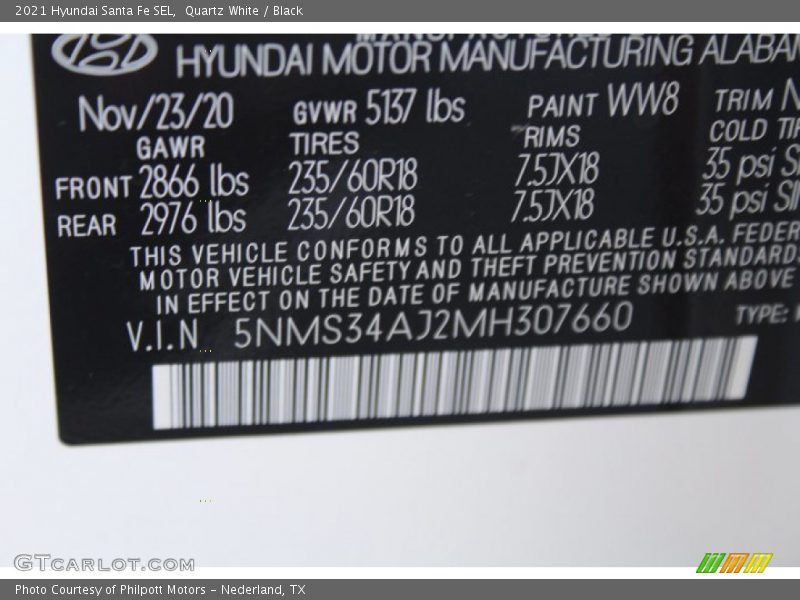 2021 Hyundai Santa Fe SEL,  Quartz White / Black
HYUNDAI MOTOR MANUFACTURING ALABAM
Nov/23/20 GVWR 5137 lbs PAINT WW8 TRIM
GAWR TIRES RIMS COLD TIR
FRONT 2866 lbs 235/60R18 7.5JX18 35 psi
REAR 2976 lbs 235/60R18 7.5JX18 35 psi
THIS VEHICLE CONFORMS TO ALL APPLICABLE U.S.A. FEDER
MOTOR VEHICLE SAFETY AND THEFT PREVENTION STANDARDS
IN EFFECT ON THE DATE OF MANUFACTURE SHOWN ABOVE
V.I.N 5NMS34AJ2MH307660 TYPE:
GTCARLOT.COM
Photo Courtesy of Philpott Motors - Nederland, TX